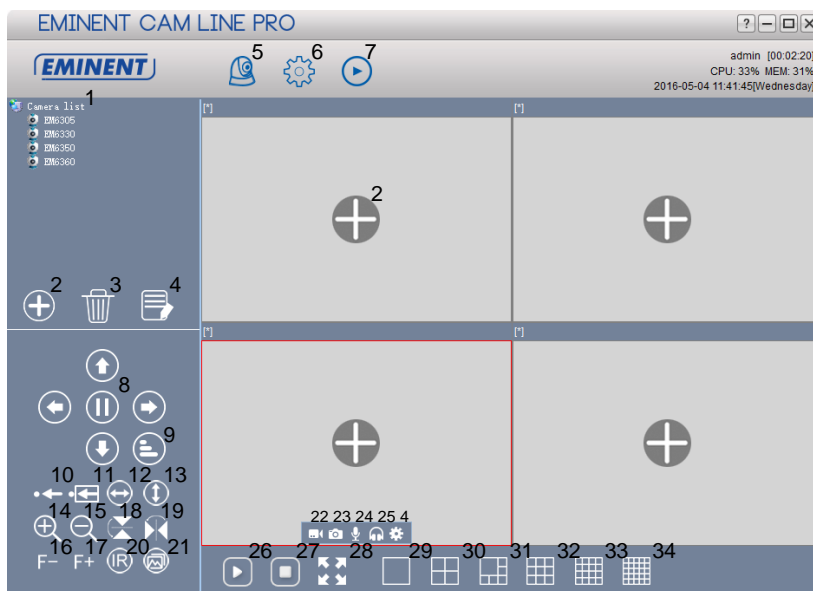 EMINENT CAM LINE PRO
?
EMINENT
5 6 7
admin [00:02:20]
CPU: 33% MEM: 31%
2016-05-04 11:41:45[Wednesday]
1
Camera list
EM6305
EM6330
EM6350
EM6360
[*] [*]
2
2 3 4
[*] [*]
8
9
10 11 12 13
14 15 18 19
16 17 20 21
F- F+ IR
22 23 24 25 4
26 27 28 29 30 31 32 33 34